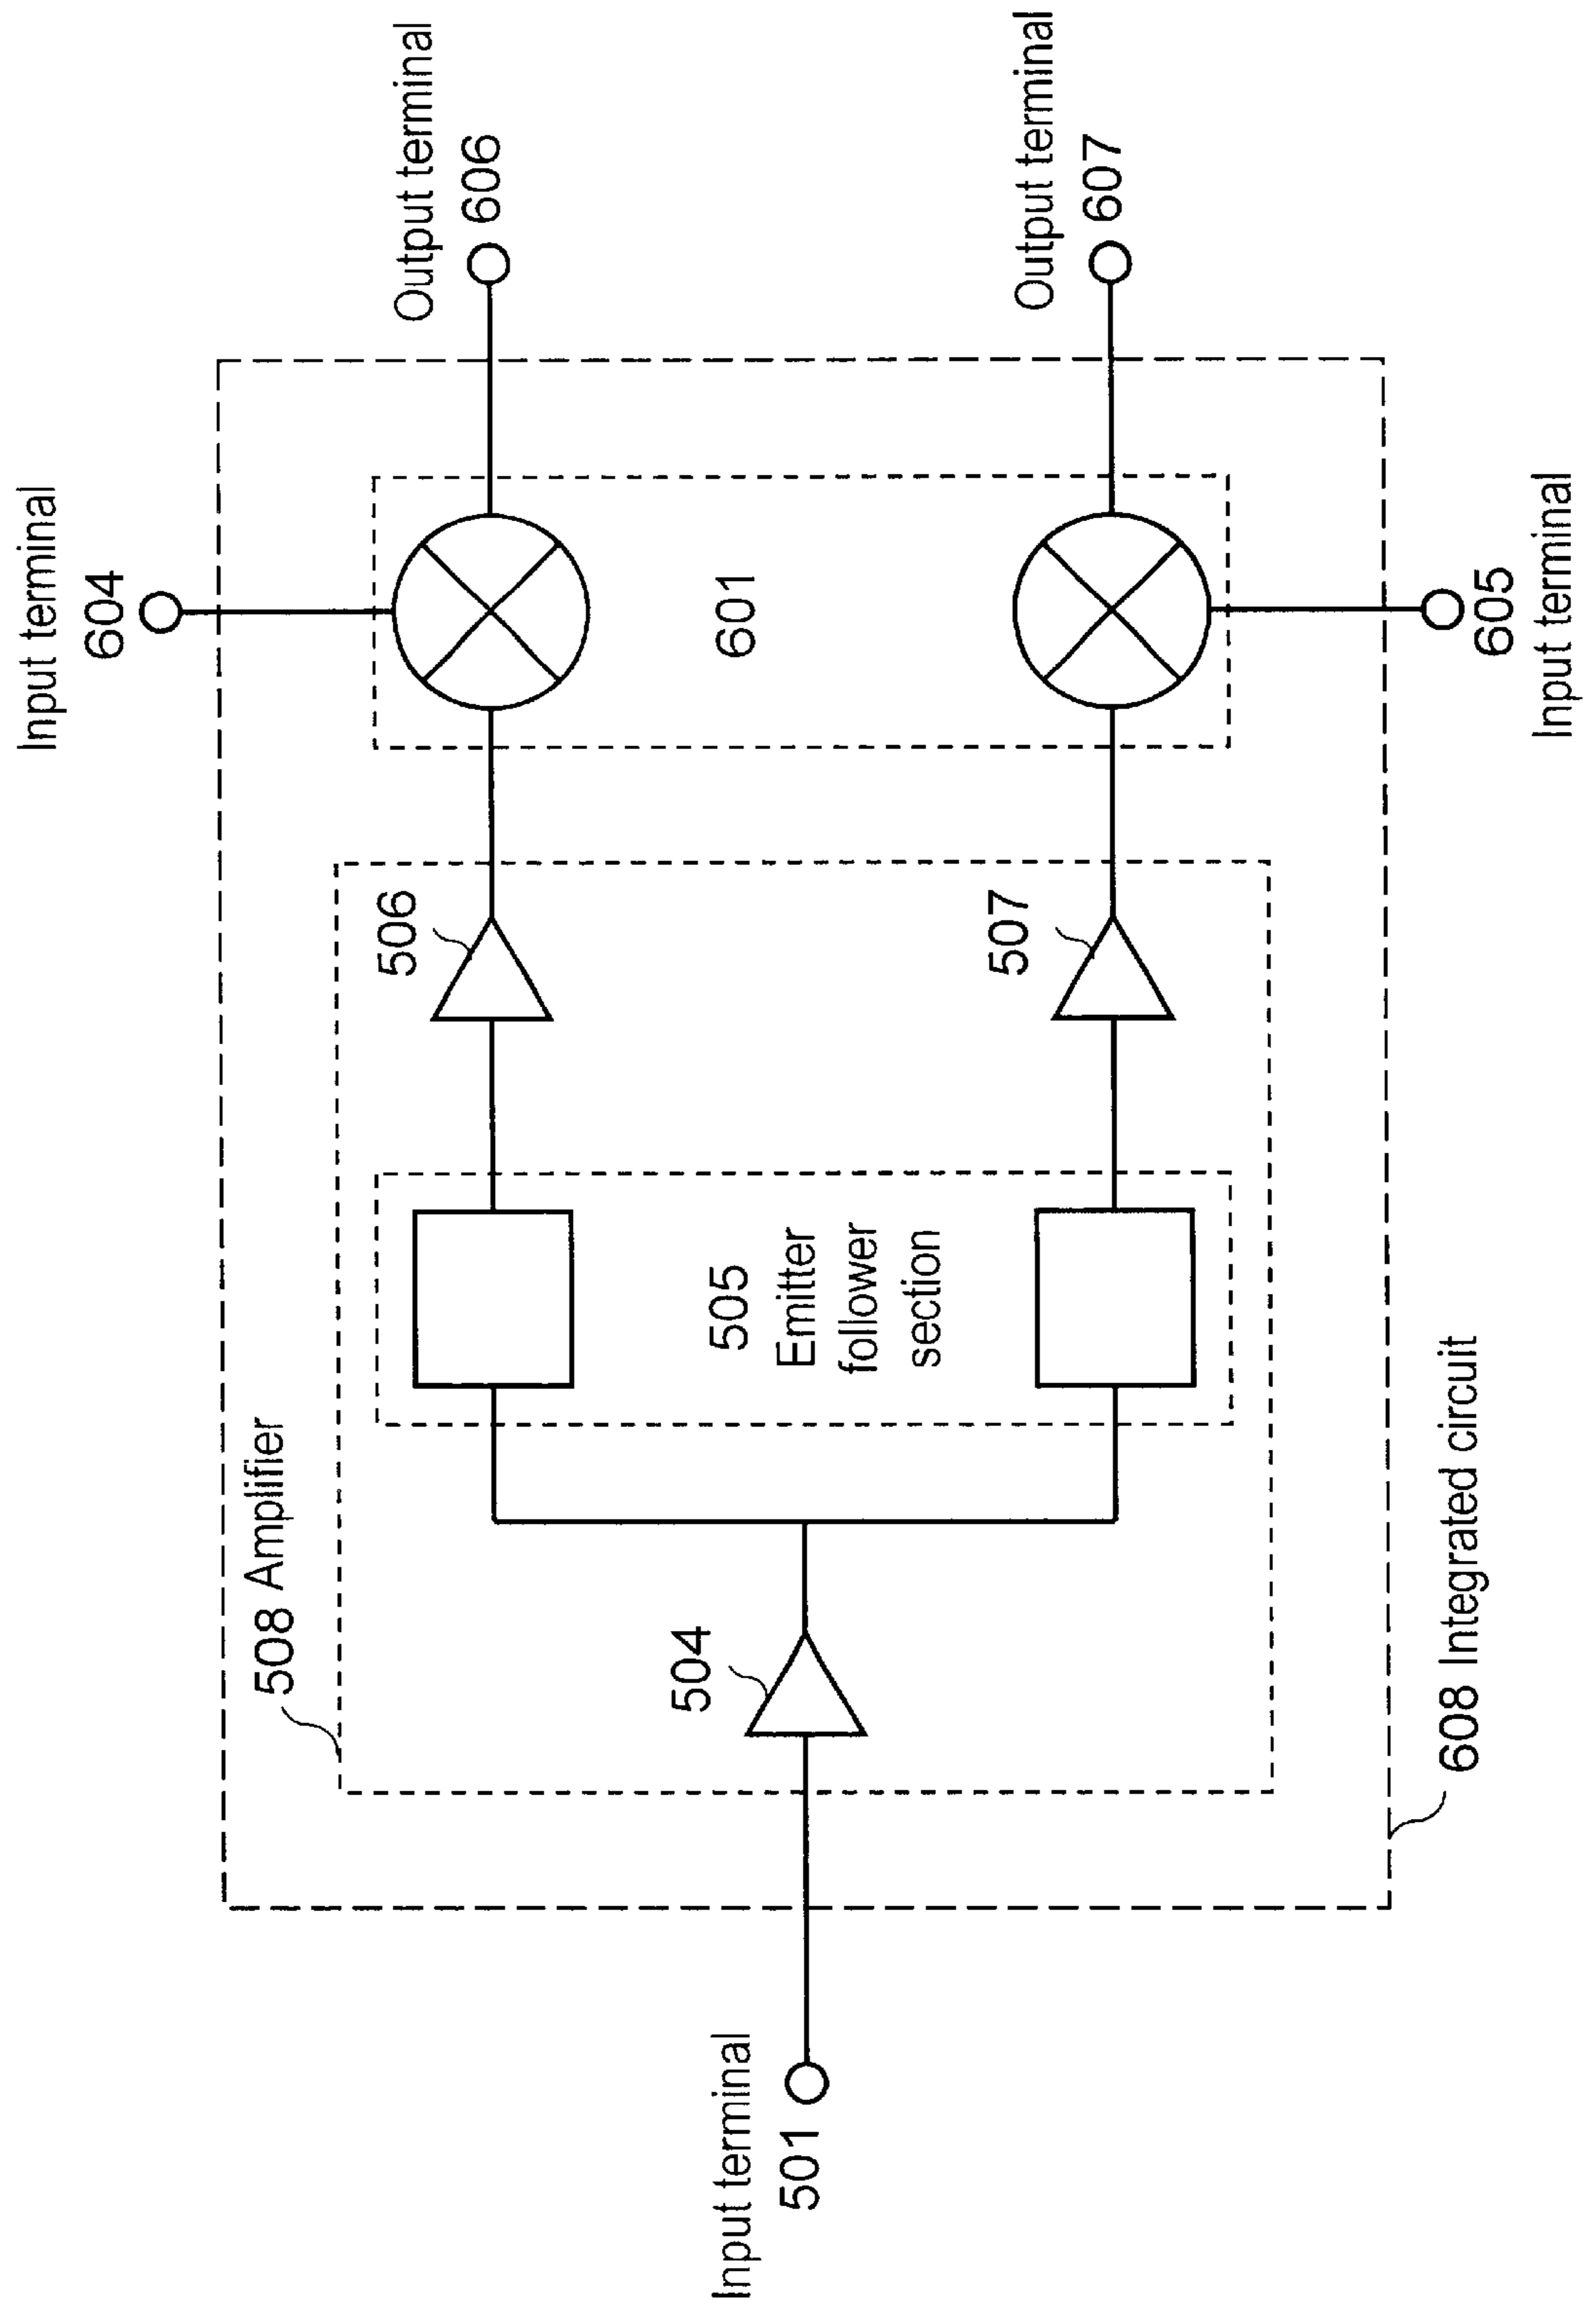 Input terminal
604
Output terminal
606
508 Amplifier
506
601
504
505
Emitter
follower
section
Input terminal
501
507
Output terminal
607
608 Integrated circuit
605
Input terminal